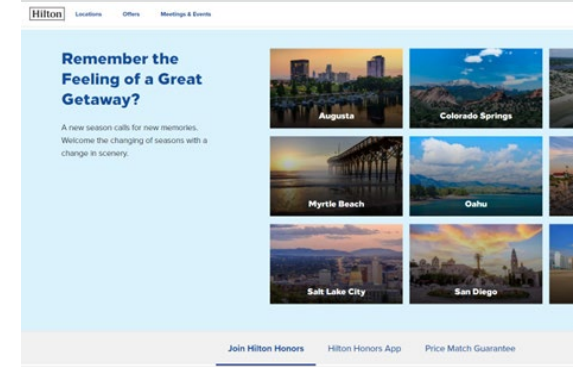 Hilton
Locations Offers Meetings & Events
Remember the
Feeling of a Great
Getaway?
A new season calls for new memories.
Welcome the changing of seasons with a
change in scenery.
Augusta
Colorado Springs
Myrtle Beach
Oahu
Salt Lake City
San Diego
Join Hilton Honors Hilton Honors App Price Match Guarantee